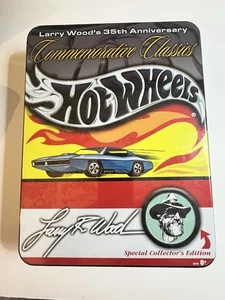 Larry Wood's 35th Anniversary
Commemorative Classics
Hot Wheels
Larry R Wood
Special Collector's Edition